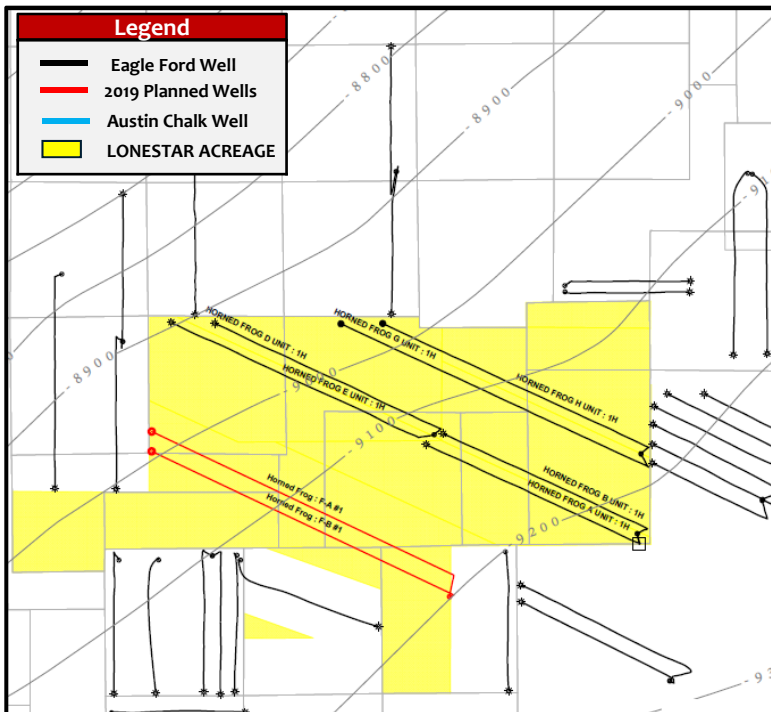 Legend
Eagle Ford Well
2019 Planned Wells
Austin Chalk Well
LONESTAR ACREAGE
-8800
-8900
-9000
-8900
-9000
-9100
-9200
HORNED FROG D UNIT : 1H
HORNED FROG G UNIT : 1H
HORNED FROG E UNIT : 1H
HORNED FROG H UNIT : 1H
HORNED FROG B UNIT : 1H
HORNED FROG A UNIT : 1H
Horned Frog : F-A #1
Horned Frog : F-B #1